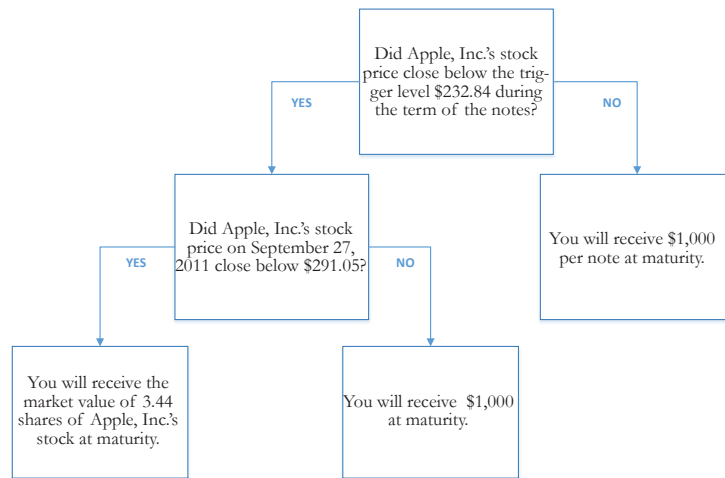 Did Apple, Inc.'s stock
price close below the trig-
ger level $232.84 during
the term of the notes?
YES
NO
Did Apple, Inc.'s stock
price on September 27,
2011 close below $291.05?
You will receive $1,000
per note at maturity.
YES
NO
You will receive the
market value of 3.44
shares of Apple, Inc.'s
stock at maturity.
You will receive $1,000
at maturity.